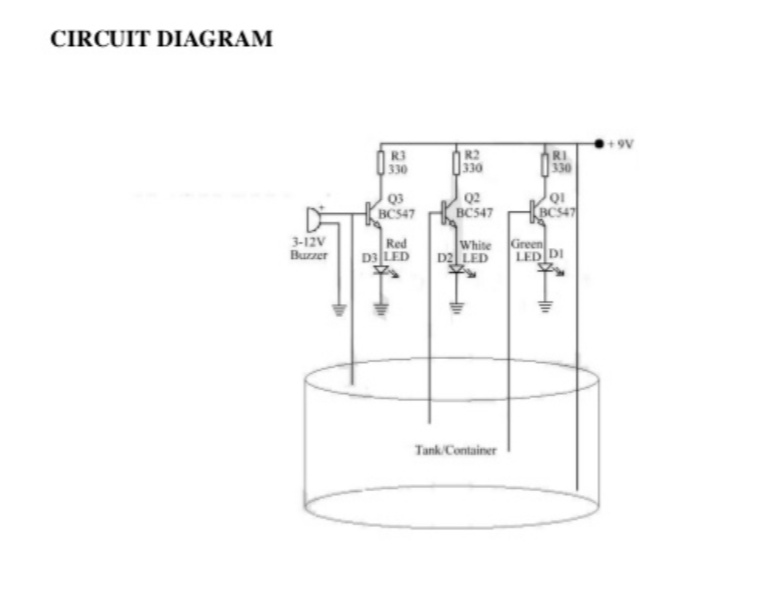 CIRCUIT DIAGRAM
+ 9V
R3
330
R2
330
R1
330
Q3
BC547
Q2
BC547
Q1
BC547
3-12V
Buzzer
Red
D3 LED
White
D2 LED
Green
LED D1
Tank/Container